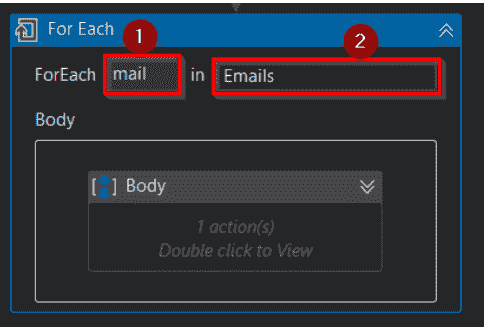 For Each
1
2
ForEach mail in Emails
Body
Body
1 action(s)
Double click to View